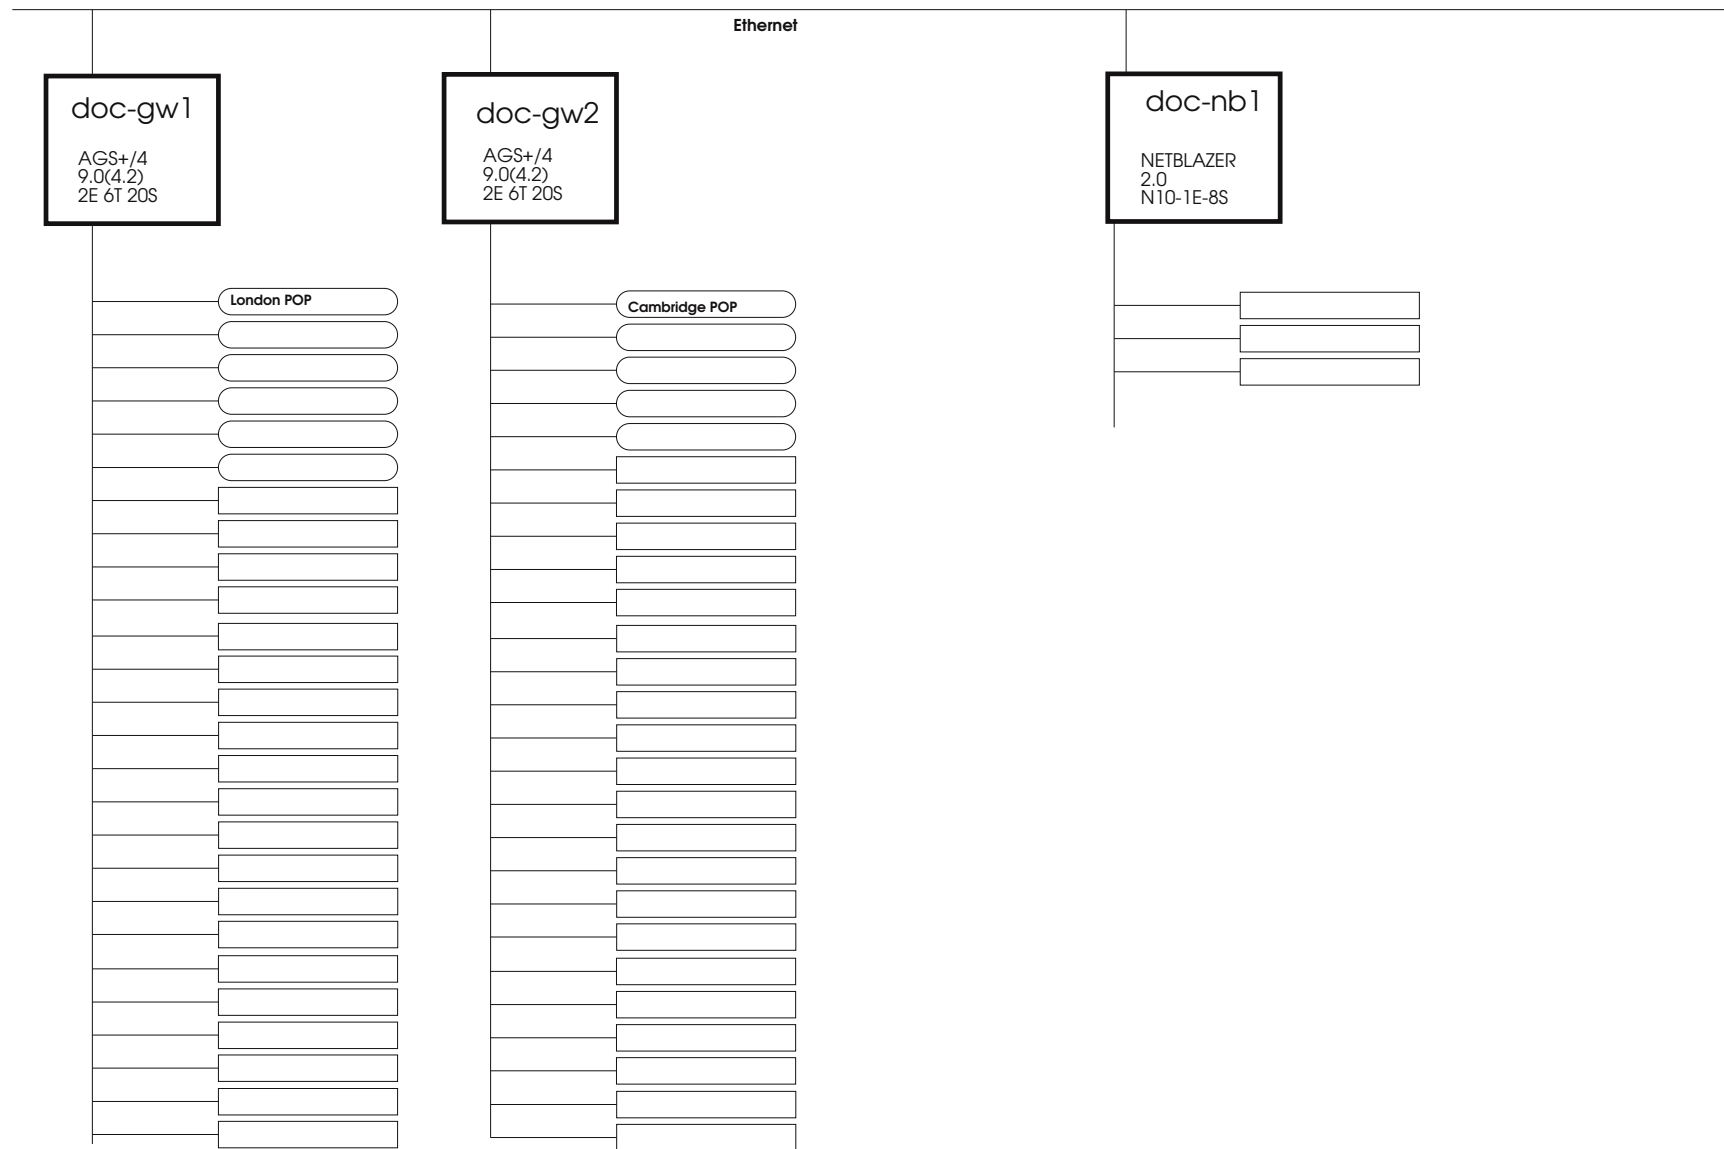 Ethernet
doc-gw1
AGS+/4
9.0(4.2)
2E 6T 20S
doc-gw2
AGS+/4
9.0(4.2)
2E 6T 20S
doc-nb1
NETBLAZER
2.0
N10-1E-8S
London POP
Cambridge POP